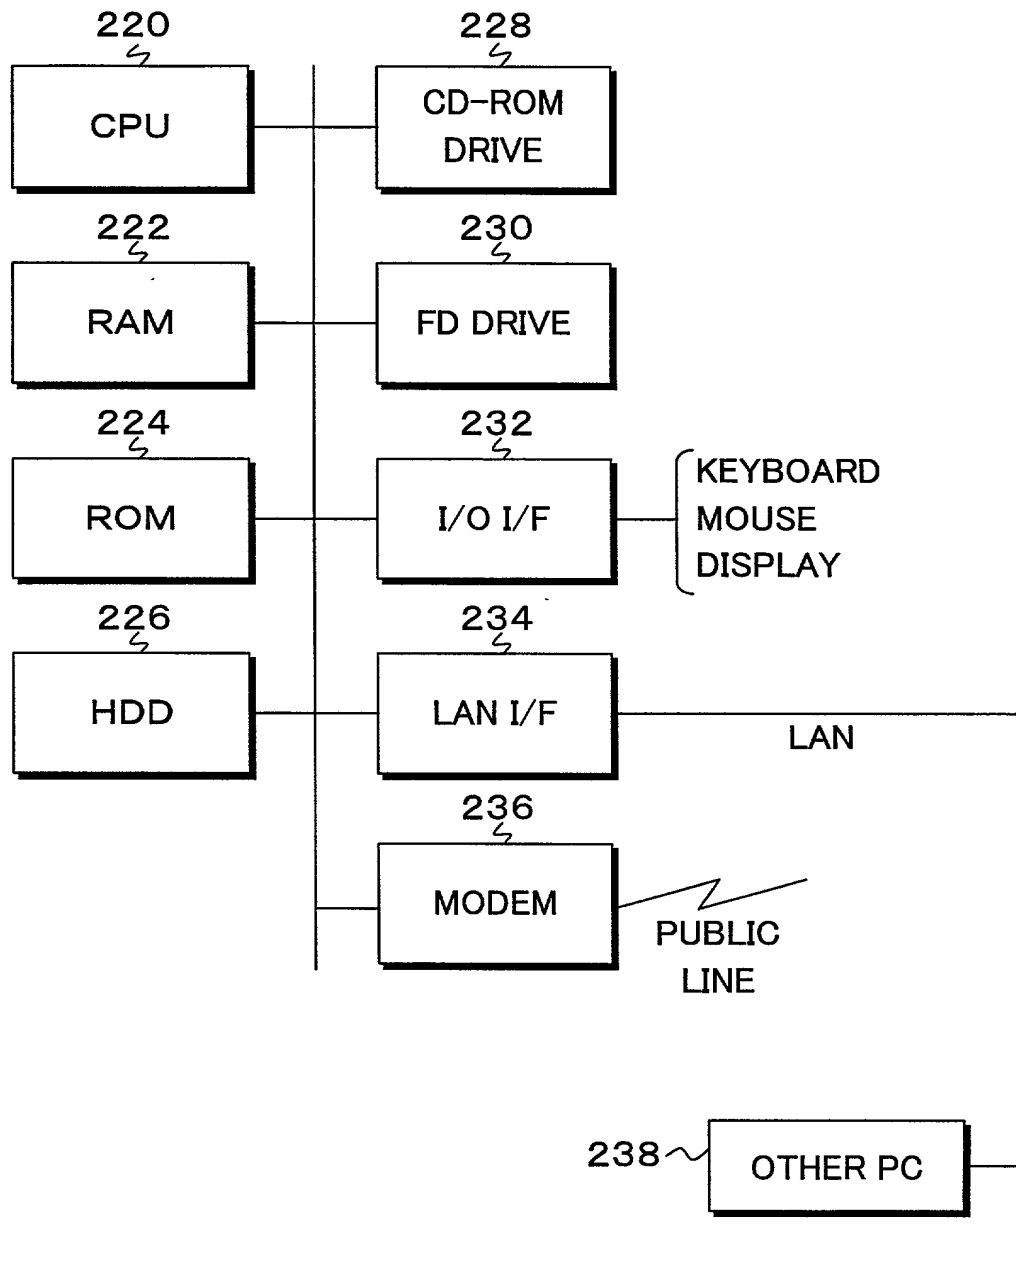 220
CPU
228
CD-ROM
DRIVE
222
RAM
230
FD DRIVE
224
ROM
232
I/O I/F
KEYBOARD
MOUSE
DISPLAY
226
HDD
234
LAN I/F
LAN
236
MODEM
PUBLIC
LINE
238
OTHER PC